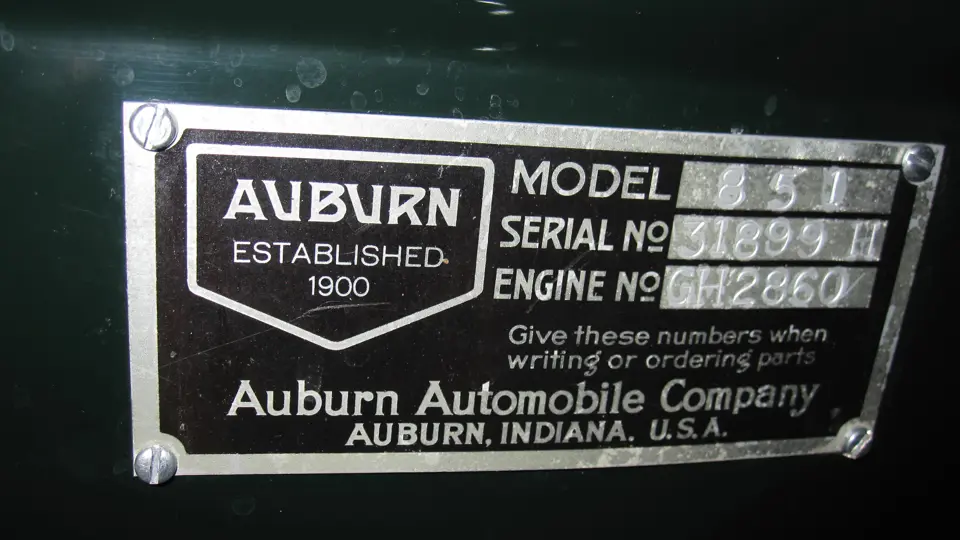 AUBURN
ESTABLISHED
1900
MODEL 851
SERIAL NO 31899 H
ENGINE NO GH2860
Give these numbers when
writing or ordering parts
Auburn Automobile Company
AUBURN, INDIANA. U.S.A.